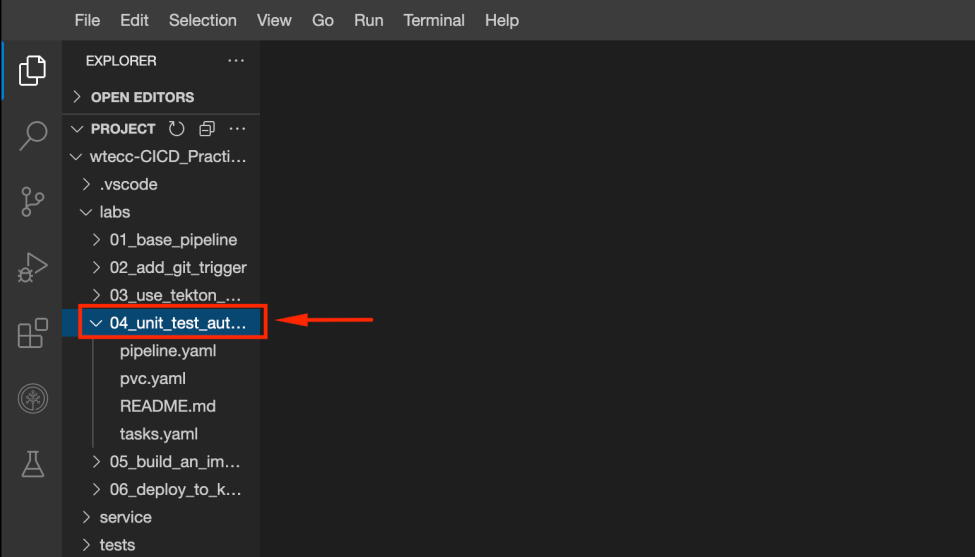 File Edit Selection View Go Run Terminal Help
EXPLORER ...
OPEN EDITORS
PROJECT ...
wtecc-CICD_Practi...
.vscode
labs
01_base_pipeline
02_add_git_trigger
03_use_tekton_...
04_unit_test_aut...
pipeline.yaml
pvc.yaml
README.md
tasks.yaml
05_build_an_im...
06_deploy_to_k...
service
tests